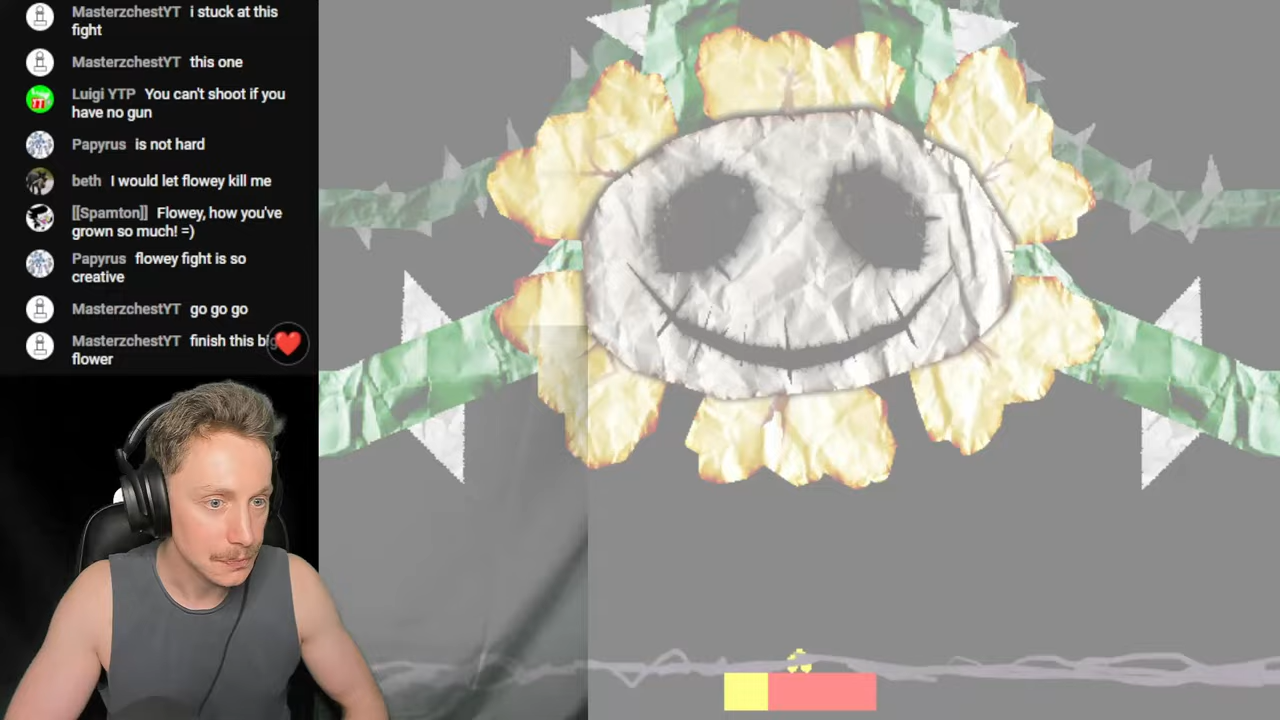 MasterzchestYT i stuck at this
fight
MasterzchestYT this one
Luigi YTP You can't shoot if you
have no gun
Papyrus is not hard
beth I would let flowey kill me
[[Spamton]] Flowey, how you've
grown so much! =)
Papyrus flowey fight is so
creative
MasterzchestYT go go go
MasterzchestYT finish this big
flower